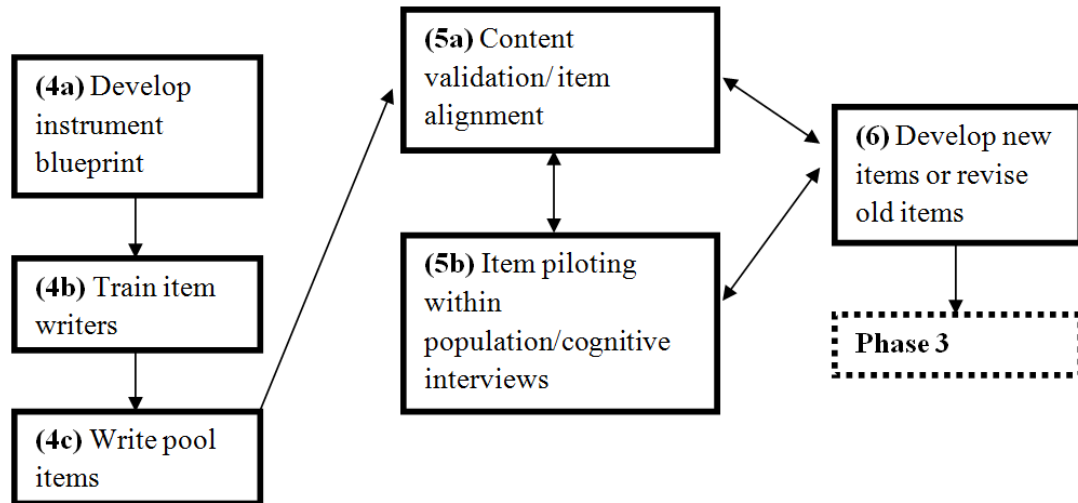 (4a) Develop
instrument
blueprint
(4b) Train item
writers
(4c) Write pool
items
(5a) Content
validation/ item
alignment
(5b) Item piloting
within
population/cognitive
interviews
(6) Develop new
items or revise
old items
Phase 3